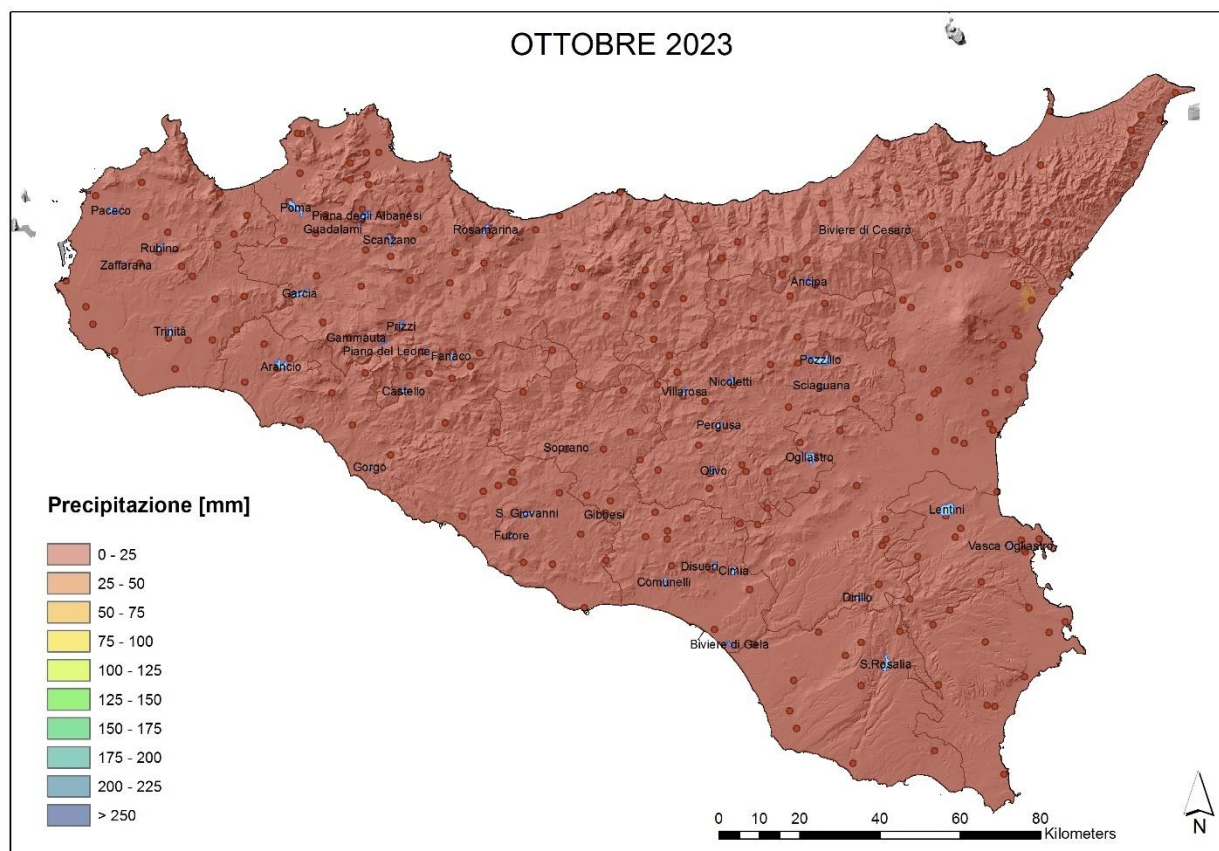 OTTOBRE 2023
Paceco
Poma
Piana degli Albanesi
Guadalami
Scanzano
Rosamarina
Biviere di Cesarò
Rubino
Zaffarana
Garcia
Ancipa
Trinità
Prizzi
Gammauta
Piano del Leone
Fanaco
Arancio
Castello
Pozzillo
Nicoletti
Sciaguana
Villarosa
Pergusa
Soprano
Gorgo
Olivo
Ogliastro
S. Giovanni
Gibbesi
Lentini
Furore
Vasca Ogliastro
Disueri
Cimia
Comunelli
Dirillo
Biviere di Gela
S.Rosalia
Precipitazione [mm]
0 - 25
25 - 50
50 - 75
75 - 100
100 - 125
125 - 150
150 - 175
175 - 200
200 - 225
> 250
0 10 20 40 60 80
Kilometers
N